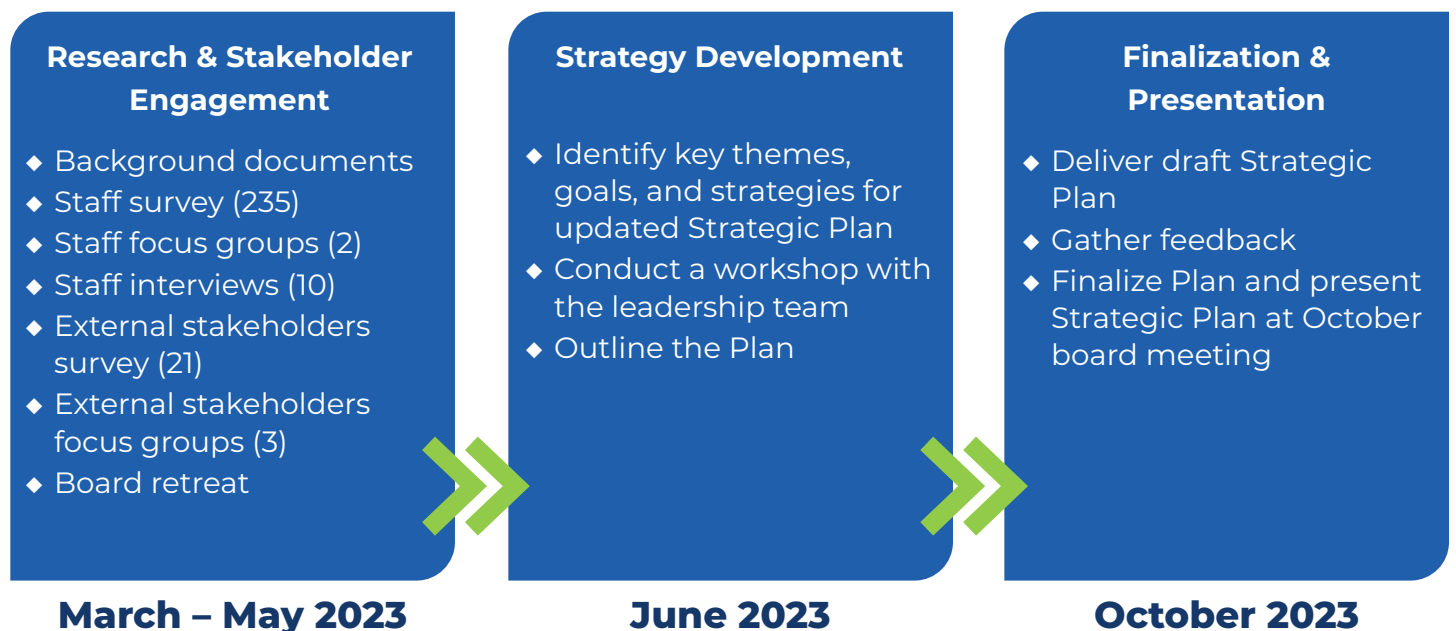 Research & Stakeholder
Engagement
◆ Background documents
◆ Staff survey (235)
◆ Staff focus groups (2)
◆ Staff interviews (10)
◆ External stakeholders
survey (21)
◆ External stakeholders
focus groups (3)
◆ Board retreat
March – May 2023
Strategy Development
◆ Identify key themes,
goals, and strategies for
updated Strategic Plan
◆ Conduct a workshop with
the leadership team
◆ Outline the Plan
June 2023
Finalization &
Presentation
◆ Deliver draft Strategic
Plan
◆ Gather feedback
◆ Finalize Plan and present
Strategic Plan at October
board meeting
October 2023